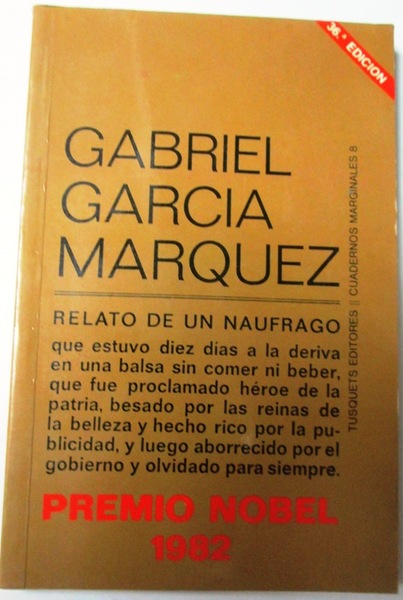 36.ª EDICION
GABRIEL
GARCIA
MARQUEZ
RELATO DE UN NAUFRAGO
que estuvo diez días a la deriva
en una balsa sin comer ni beber,
que fue proclamado héroe de la
patria, besado por las reinas de
la belleza y hecho rico por la pu-
blicidad, y luego aborrecido por el
gobierno y olvidado para siempre.
PREMIO NOBEL
1982
TUSQUETS EDITORES || CUADERNOS MARGINALES 8